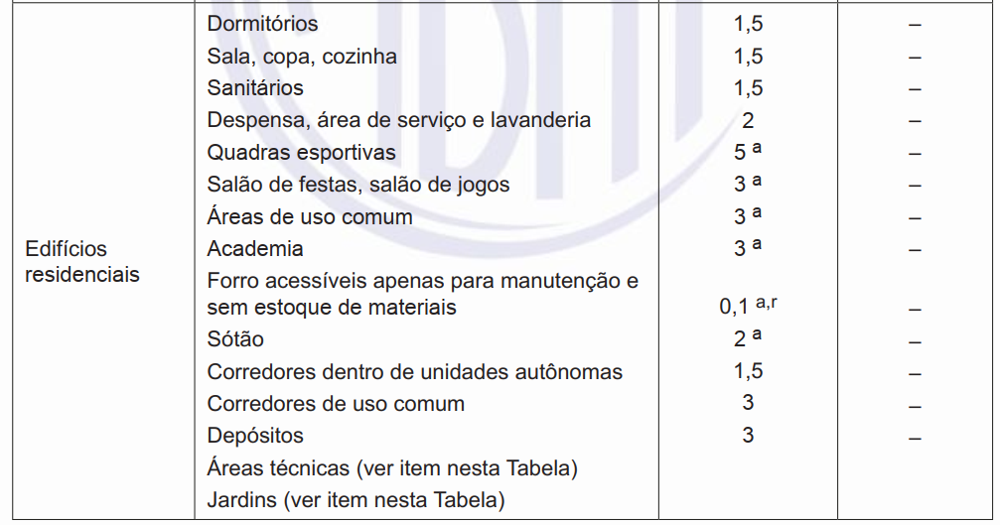 Dormitórios 1,5 –
Sala, copa, cozinha 1,5 –
Sanitários 1,5 –
Despensa, área de serviço e lavanderia 2 –
Quadras esportivas 5 a –
Salão de festas, salão de jogos 3 a –
Áreas de uso comum 3 a –
Edifícios residenciais
Academia 3 a –
Forro acessíveis apenas para manutenção e
sem estoque de materiais 0,1 a,r –
Sótão 2 a –
Corredores dentro de unidades autônomas 1,5 –
Corredores de uso comum 3 –
Depósitos 3 –
Áreas técnicas (ver item nesta Tabela)
Jardins (ver item nesta Tabela)